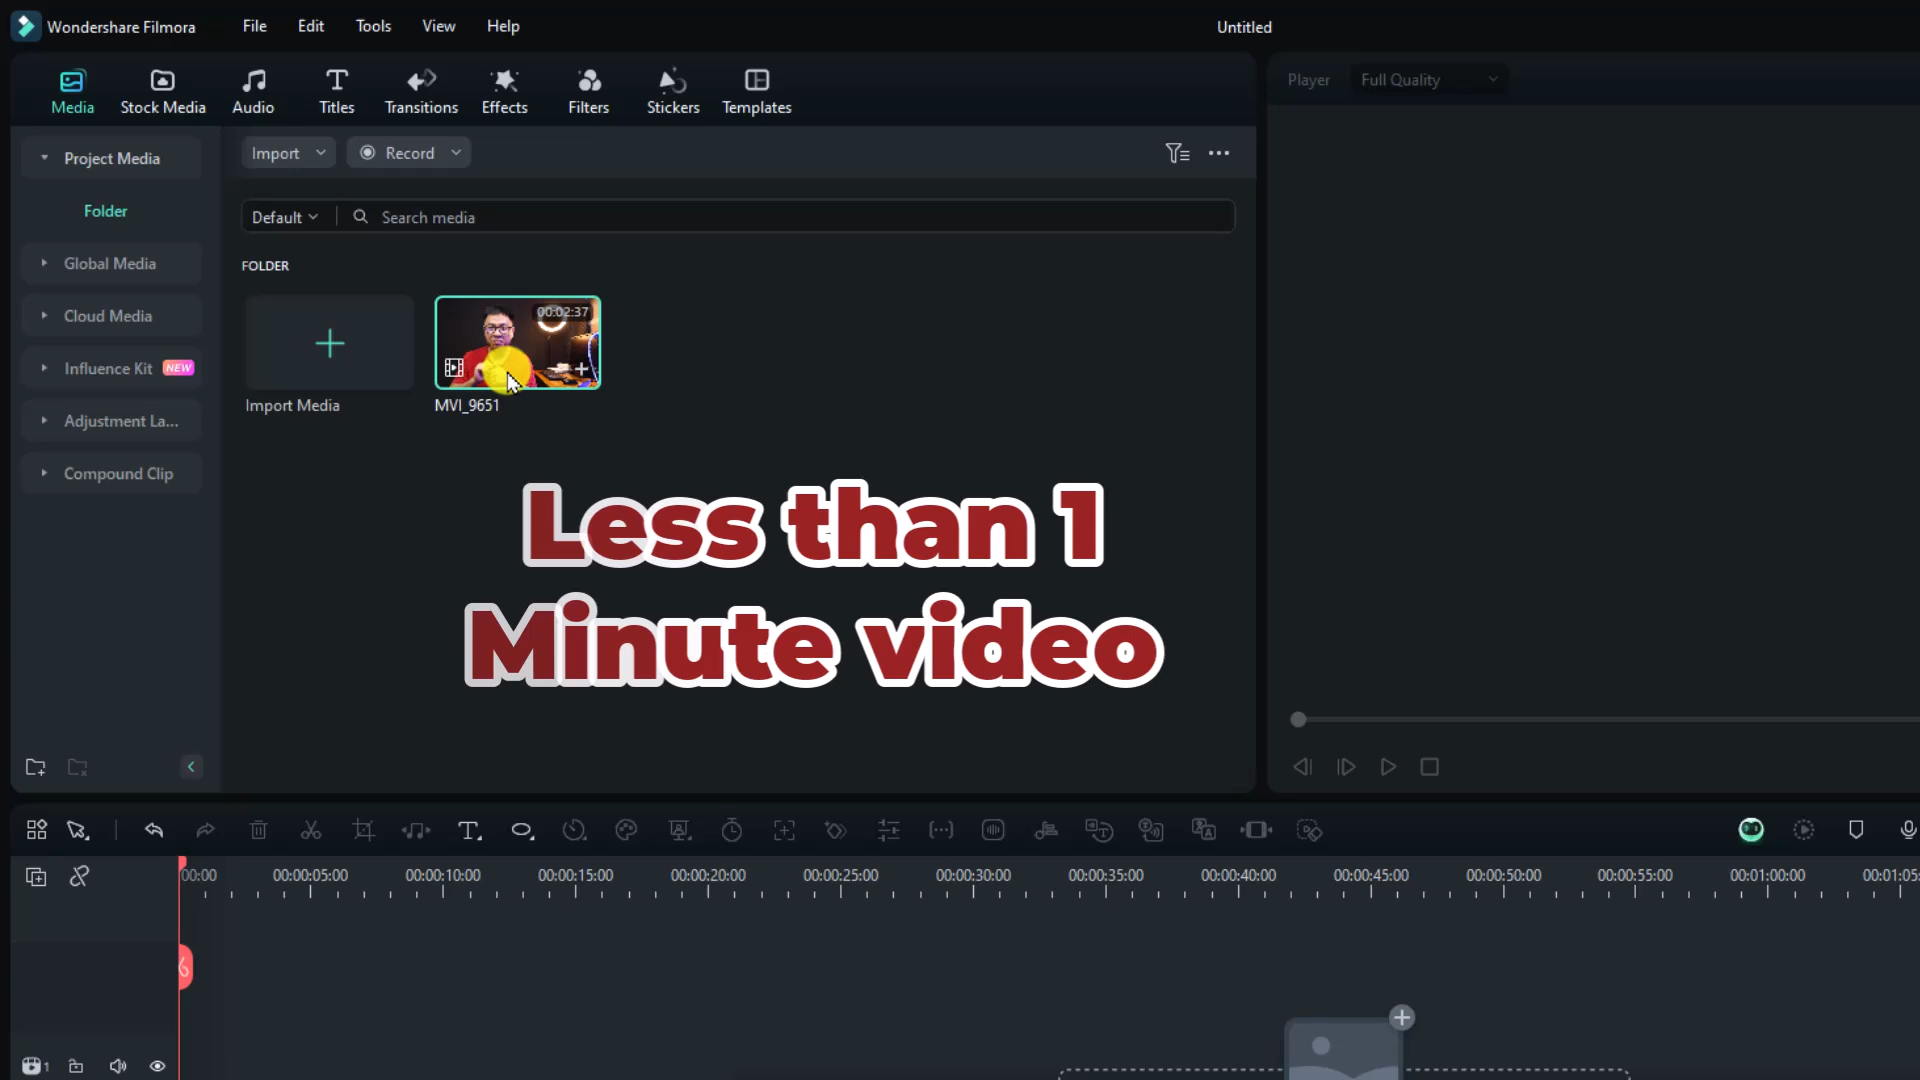 Wondershare Filmora File Edit Tools View Help Untitled
Media Stock Media Audio Titles Transitions Effects Filters Stickers Templates
Player Full Quality
Project Media
Folder
Global Media
Cloud Media
Influence Kit NEW
Adjustment La...
Compound Clip
Import Record
Default Search media
FOLDER
00:02:37
Import Media MVI_9651
Less than 1
Minute video
00:00 00:00:05:00 00:00:10:00 00:00:15:00 00:00:20:00 00:00:25:00 00:00:30:00 00:00:35:00 00:00:40:00 00:00:45:00 00:00:50:00 00:00:55:00 00:01:00:00 00:01:05:
1